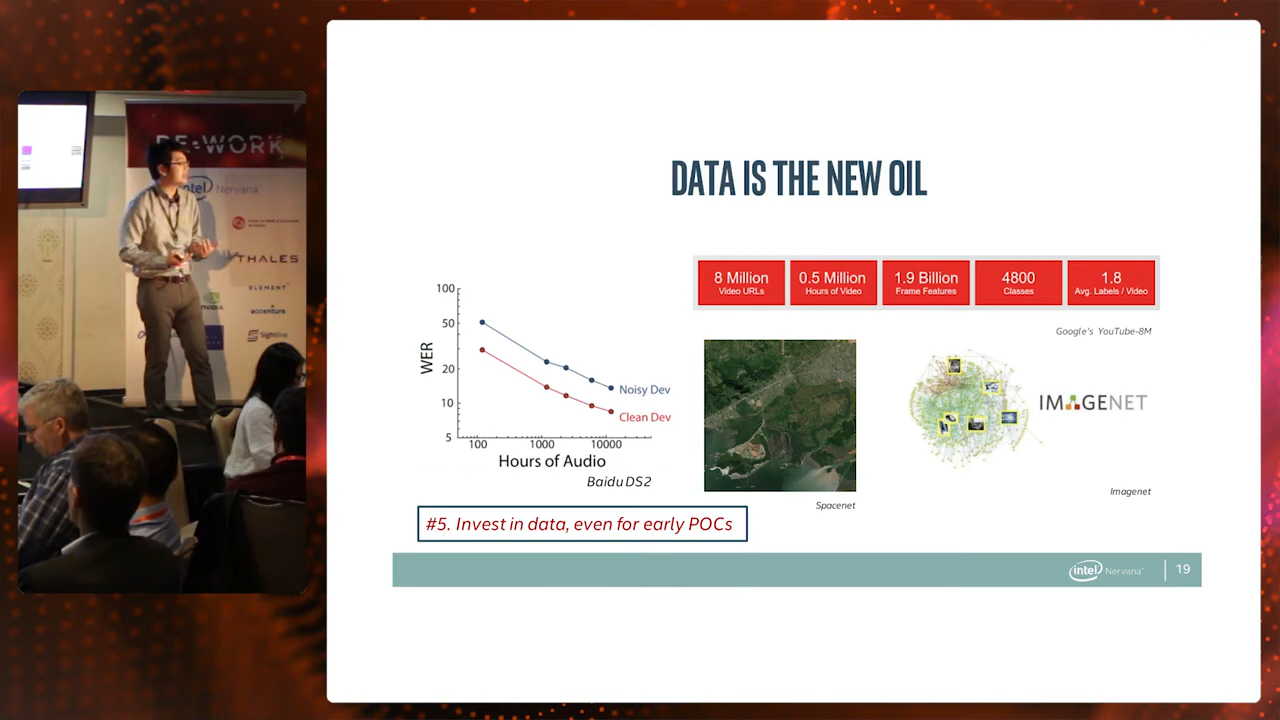 RE•WORK
intel Nervana
THALES
ELEMENT
accenture
Sightline
DATA IS THE NEW OIL
100
50
20
10
5
WER
Noisy Dev
Clean Dev
100 1000 10000
Hours of Audio
Baidu DS2
8 Million
Video URLs
0.5 Million
Hours of Video
1.9 Billion
Frame Features
4800
Classes
1.8
Avg. Labels / Video
Google's YouTube-8M
Spacenet
IMAGENET
Imagenet
#5. Invest in data, even for early POCs
intel Nervana™ 19